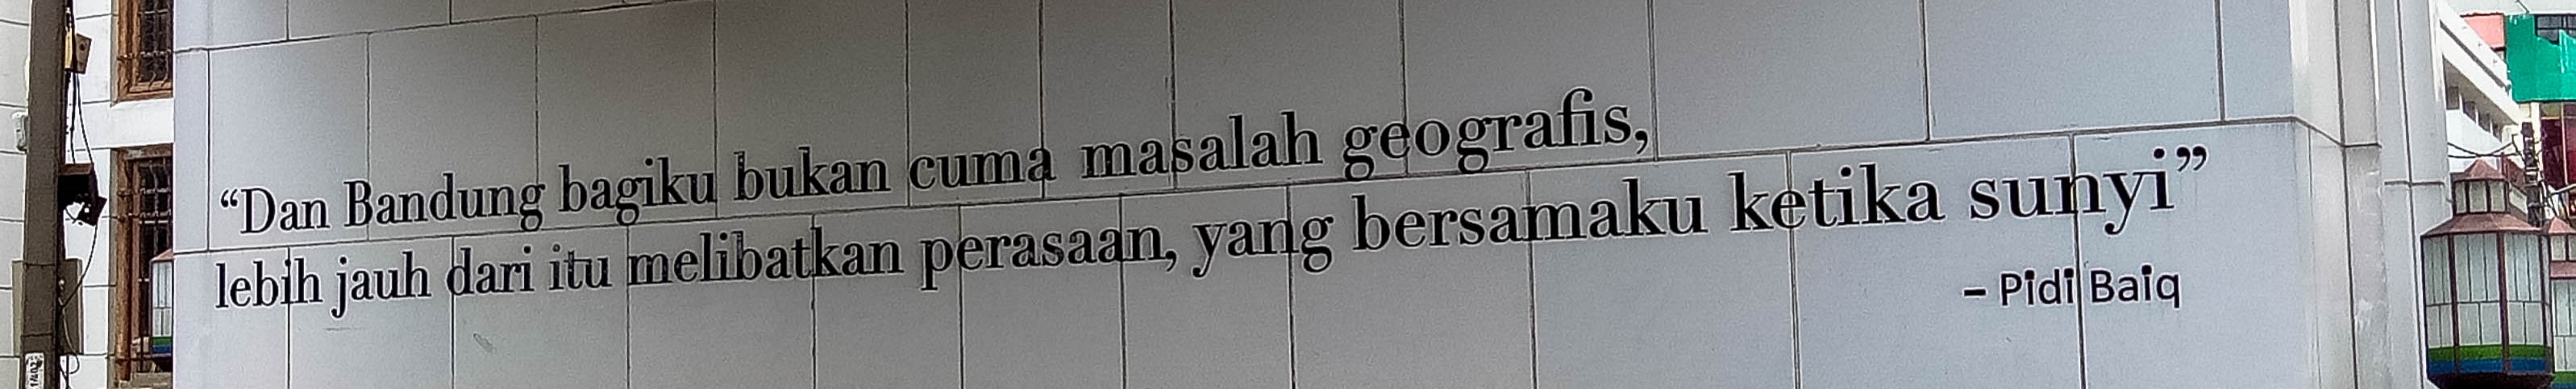 “Dan Bandung bagiku bukan cuma masalah geografis,
lebih jauh dari itu melibatkan perasaan, yang bersamaku ketika sunyi”
– Pidi Baiq